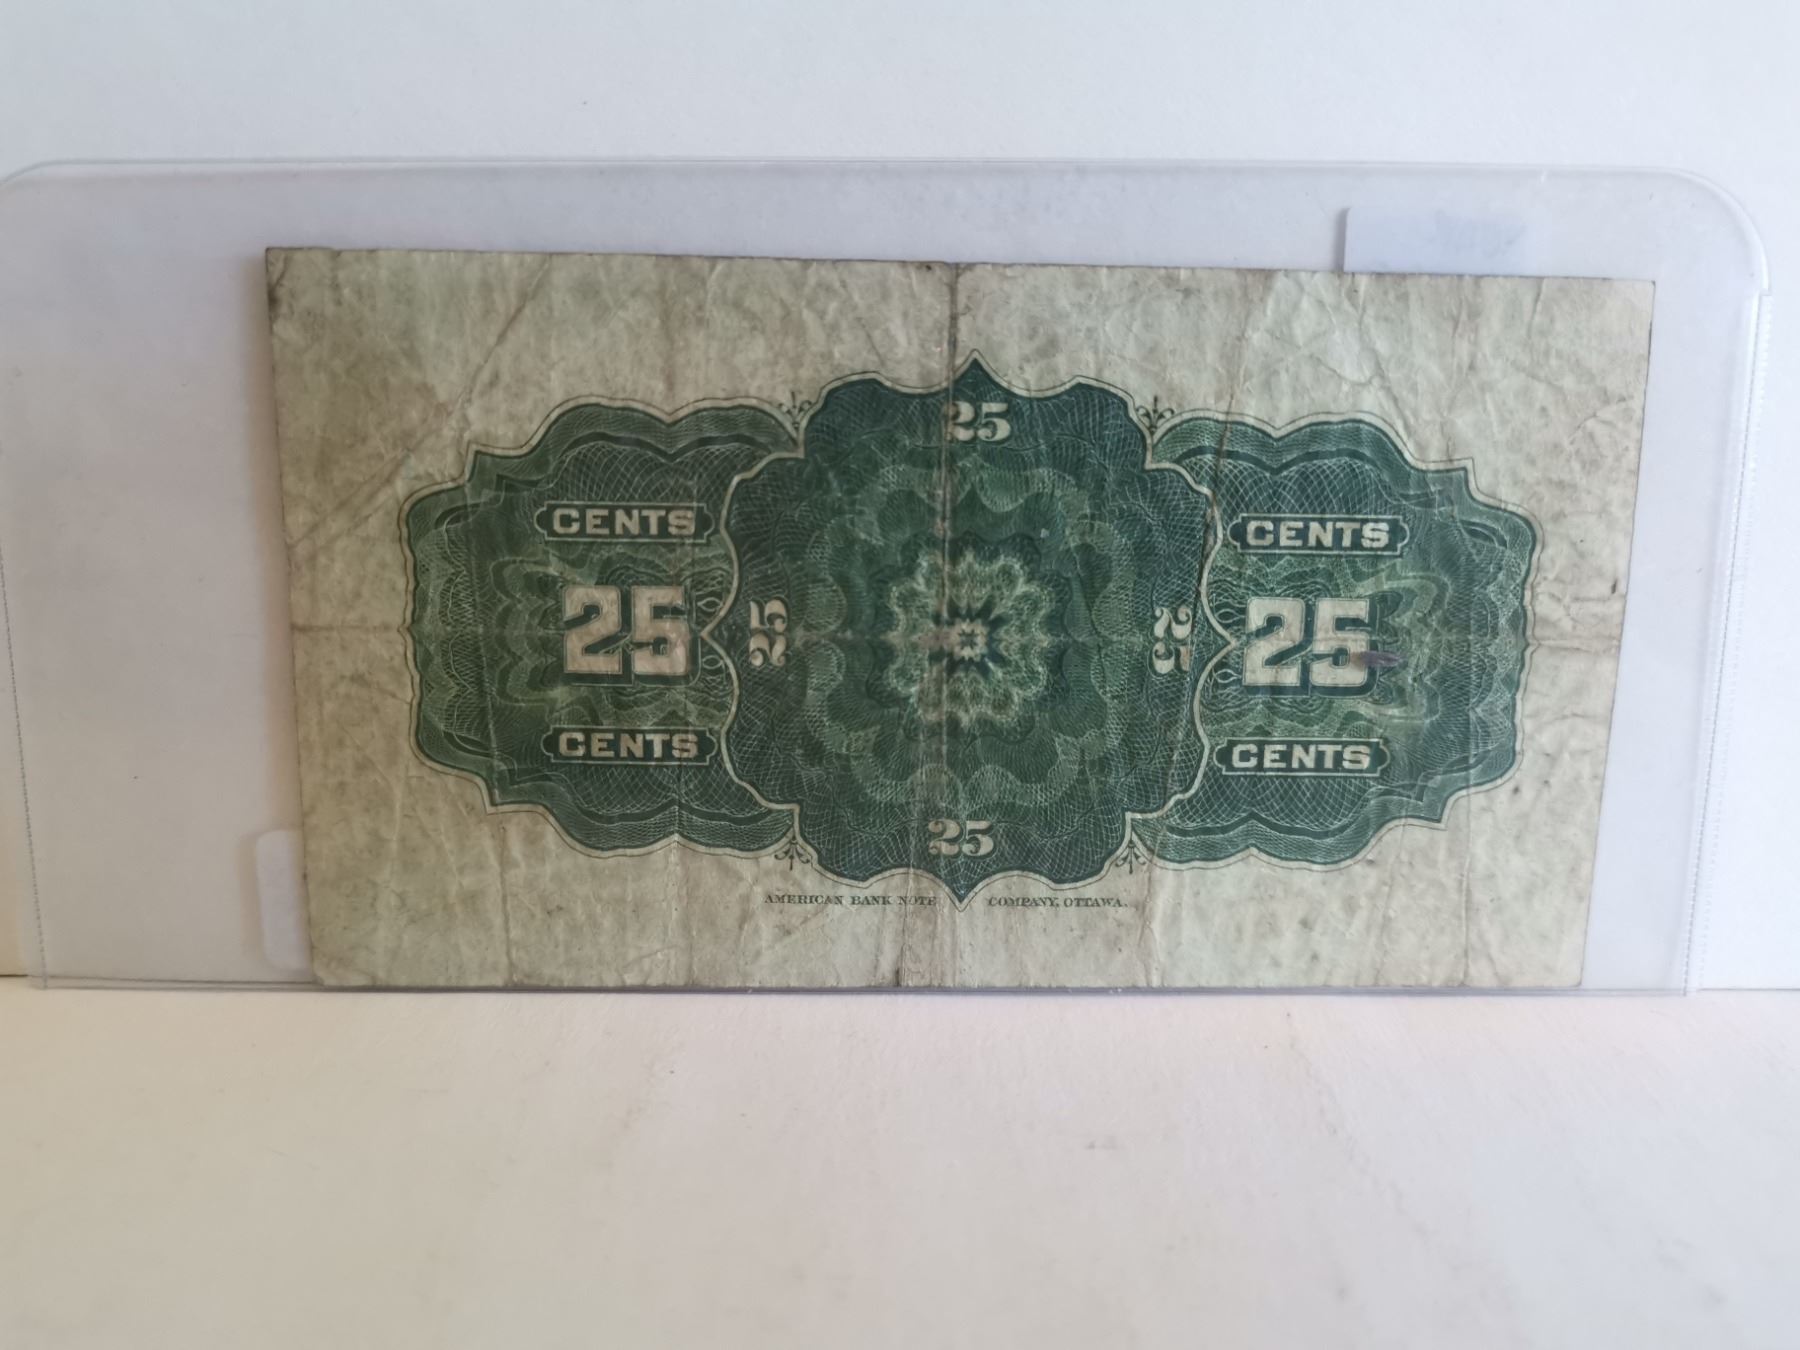 25
CENTS CENTS
25 25 25 25
CENTS CENTS
25
AMERICAN BANK NOTE COMPANY, OTTAWA.